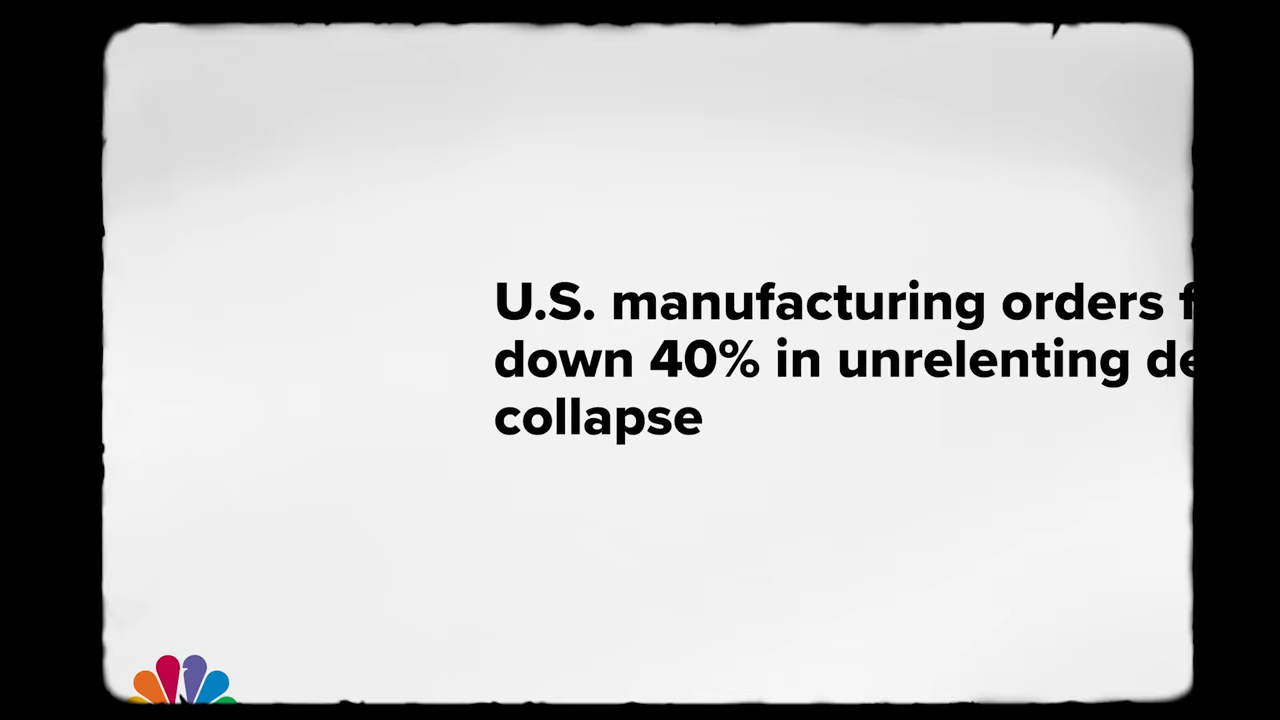 U.S. manufacturing orders
down 40% in unrelenting
collapse